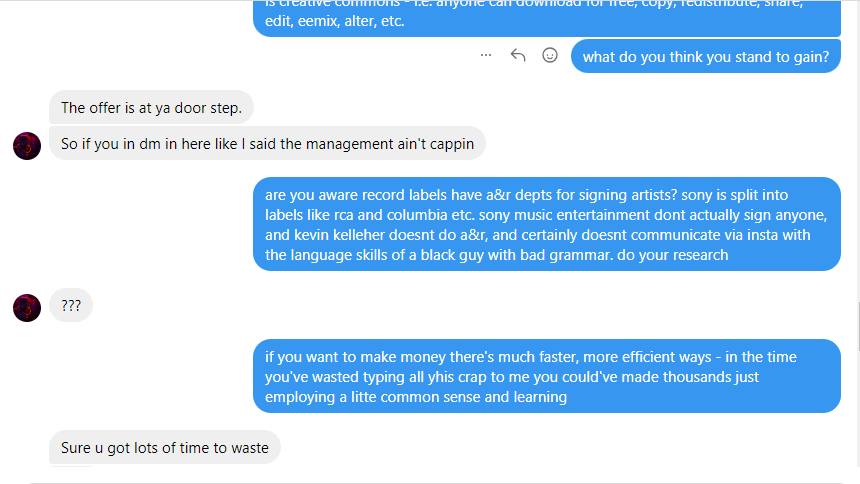 is creative commons - i.e. anyone can download for free, copy, redistribute, share,
edit, eemix, alter, etc.
what do you think you stand to gain?
The offer is at ya door step.
So if you in dm in here like I said the management ain't cappin
are you aware record labels have a&r depts for signing artists? sony is split into
labels like rca and columbia etc. sony music entertainment dont actually sign anyone,
and kevin kelleher doesnt do a&r, and certainly doesnt communicate via insta with
the language skills of a black guy with bad grammar. do your research
???
if you want to make money there's much faster, more efficient ways - in the time
you've wasted typing all yhis crap to me you could've made thousands just
employing a litte common sense and learning
Sure u got lots of time to waste